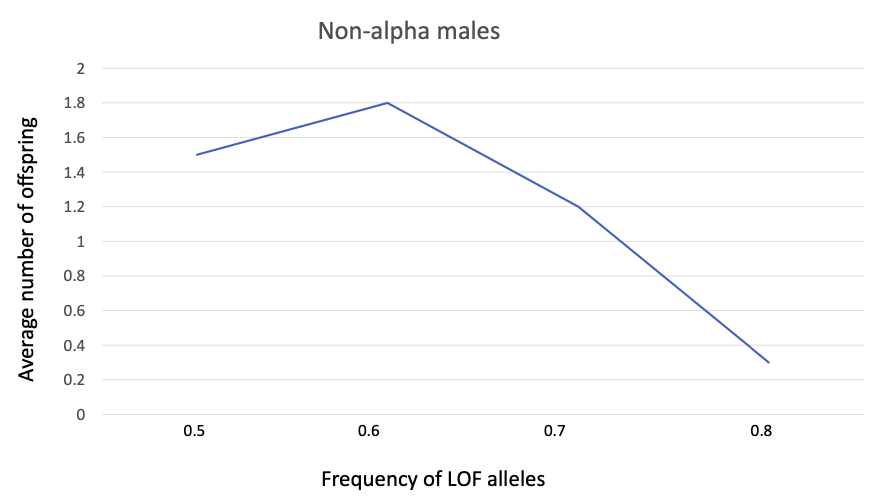 Non-alpha males
Average number of offspring
2
1.8
1.6
1.4
1.2
1
0.8
0.6
0.4
0.2
0
0.5 0.6 0.7 0.8
Frequency of LOF alleles